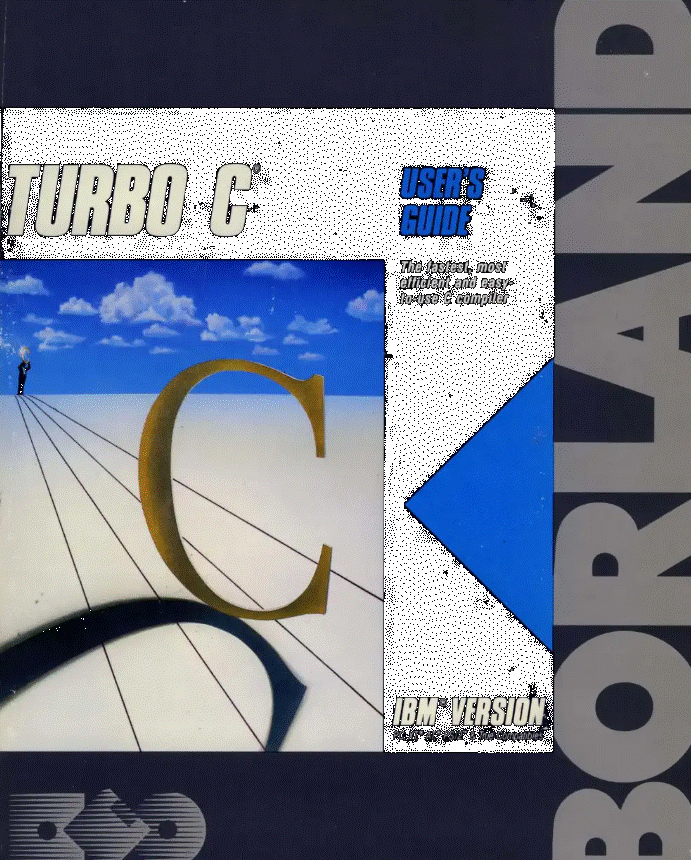 TURBO C®
USER'S
GUIDE
The fastest, most
efficient and easy-
to-use C compiler
C
IBM VERSION
BORLAND